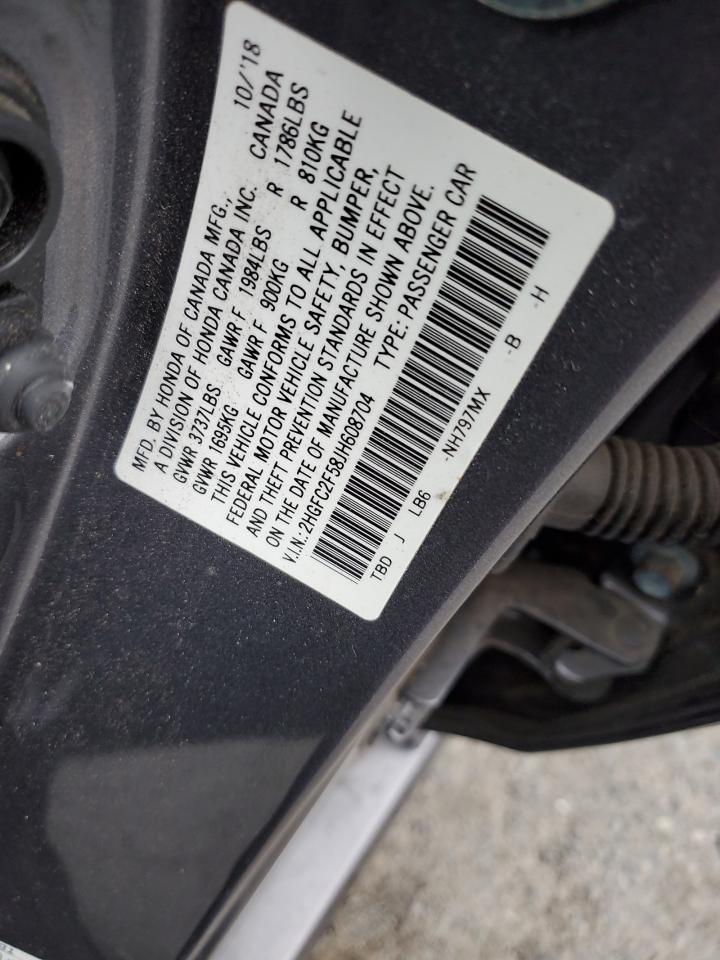 MFD. BY HONDA OF CANADA MFG., 10/'18
A DIVISION OF HONDA CANADA INC. CANADA
GVWR 3737LBS GAWR F 1984LBS R 1786LBS
GVWR 1695KG GAWR F 900KG R 810KG
THIS VEHICLE CONFORMS TO ALL APPLICABLE
FEDERAL MOTOR VEHICLE SAFETY, BUMPER,
AND THEFT PREVENTION STANDARDS IN EFFECT
ON THE DATE OF MANUFACTURE SHOWN ABOVE.
V.I.N.: 2HGFC2F58JH608704 TYPE: PASSENGER CAR
TBD J LB6 -NH797MX -B -H